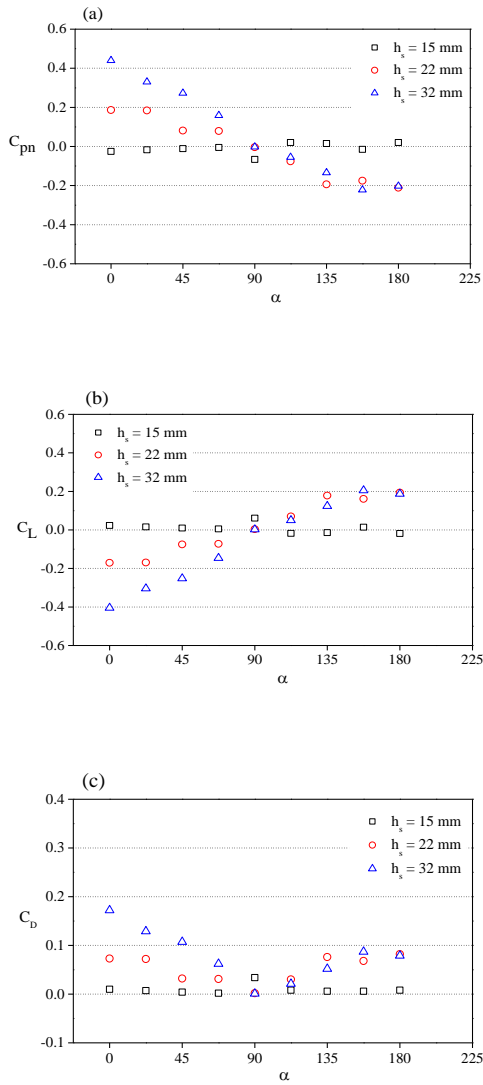 (a)
0.6
0.4
0.2
0.0
-0.2
-0.4
-0.6
C_pn
h_s = 15 mm
h_s = 22 mm
h_s = 32 mm
0 45 90 135 180 225
α
(b)
0.6
0.4
0.2
0.0
-0.2
-0.4
-0.6
C_L
h_s = 15 mm
h_s = 22 mm
h_s = 32 mm
0 45 90 135 180 225
α
(c)
0.4
0.3
0.2
0.1
0.0
-0.1
C_D
h_s = 15 mm
h_s = 22 mm
h_s = 32 mm
0 45 90 135 180 225
α